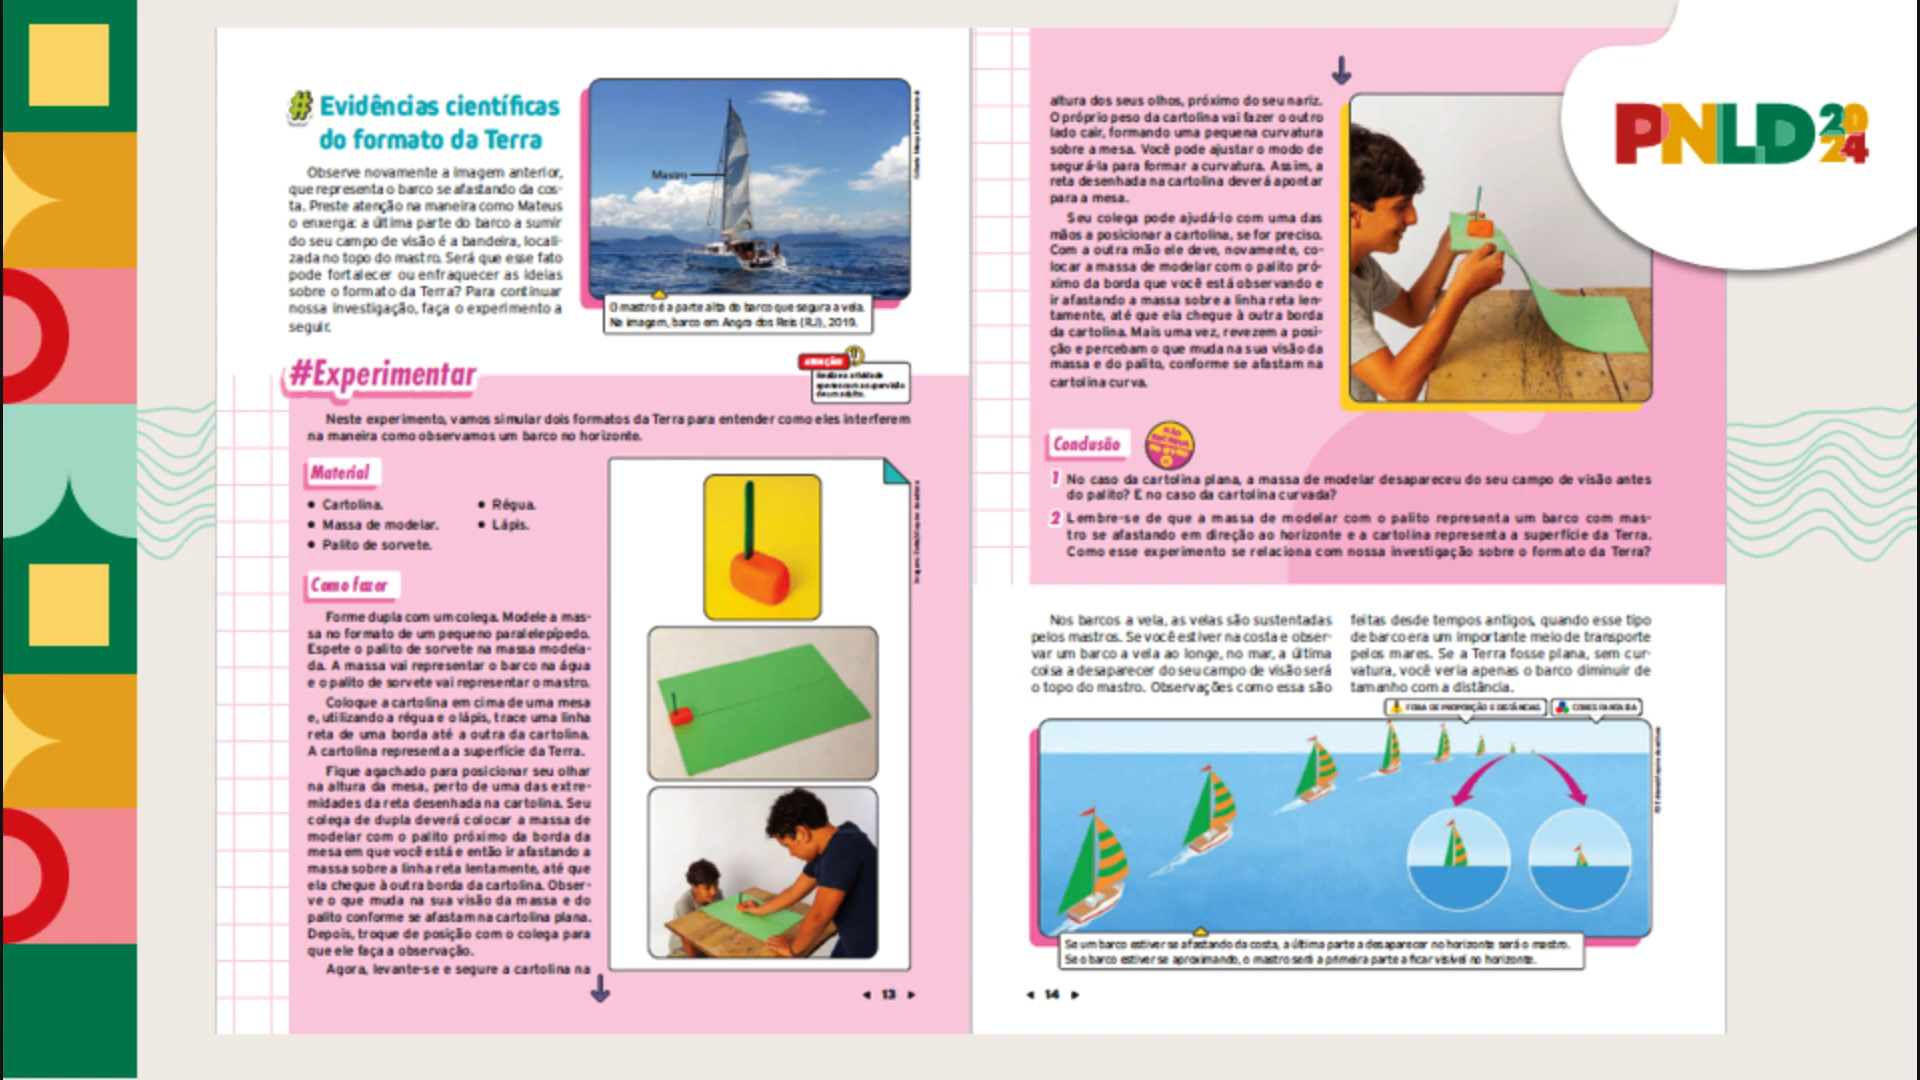 # Evidências científicas
do formato da Terra
Observe novamente a imagem anterior,
que representa o barco se afastando da cos-
ta. Preste atenção na maneira como Mateus
o enxerga: a última parte do barco a sumir
do seu campo de visão é a bandeira, locali-
zada no topo do mastro. Será que esse fato
pode fortalecer ou enfraquecer as ideias
sobre o formato da Terra? Para continuar
nossa investigação, faça o experimento a
seguir.
Mastro
O mastro é a parte alta do barco que segura a vela.
Na imagem, barco em Angra dos Reis (RJ), 2019.
#Experimentar
ATENÇÃO
Neste experimento, vamos simular dois formatos da Terra para entender como eles interferem
na maneira como observamos um barco no horizonte.
Material
• Cartolina.
• Massa de modelar.
• Palito de sorvete.
• Régua.
• Lápis.
Como fazer
Forme dupla com um colega. Modele a mas-
sa no formato de um pequeno paralelepípedo.
Espete o palito de sorvete na massa modela-
da. A massa vai representar o barco na água
e o palito de sorvete vai representar o mastro.
Coloque a cartolina em cima de uma mesa
e, utilizando a régua e o lápis, trace uma linha
reta de uma borda até a outra da cartolina.
A cartolina representa a superfície da Terra.
Fique agachado para posicionar seu olhar
na altura da mesa, perto de uma das extre-
midades da reta desenhada na cartolina. Seu
colega de dupla deverá colocar a massa de
modelar com o palito próximo da borda da
mesa em que você está e então ir afastando a
massa sobre a linha reta lentamente, até que
ela chegue à outra borda da cartolina. Obser-
ve o que muda na sua visão da massa e do
palito conforme se afastam na cartolina plana.
Depois, troque de posição com o colega para
que ele faça a observação.
Agora, levante-se e segure a cartolina na
13
altura dos seus olhos, próximo do seu nariz.
O próprio peso da cartolina vai fazer o outro
lado cair, formando uma pequena curvatura
sobre a mesa. Você pode ajustar o modo de
segurá-la para formar a curvatura. Assim, a
reta desenhada na cartolina deverá apontar
para a mesa.
Seu colega pode ajudá-lo com uma das
mãos a posicionar a cartolina, se for preciso.
Com a outra mão ele deve, novamente, co-
locar a massa de modelar com o palito pró-
ximo da borda que você está observando e
ir afastando a massa sobre a linha reta len-
tamente, até que ela chegue à outra borda
da cartolina. Mais uma vez, revezem a posi-
ção e percebam o que muda na sua visão da
massa e do palito, conforme se afastam na
cartolina curva.
PNLD 2024
Conclusão
1 No caso da cartolina plana, a massa de modelar desapareceu do seu campo de visão antes
do palito? E no caso da cartolina curvada?
2 Lembre-se de que a massa de modelar com o palito representa um barco com mas-
tro se afastando em direção ao horizonte e a cartolina representa a superfície da Terra.
Como esse experimento se relaciona com nossa investigação sobre o formato da Terra?
Nos barcos a vela, as velas são sustentadas
pelos mastros. Se você estiver na costa e obser-
var um barco a vela ao longe, no mar, a última
coisa a desaparecer do seu campo de visão será
o topo do mastro. Observações como essa são
feitas desde tempos antigos, quando esse tipo
de barco era um importante meio de transporte
pelos mares. Se a Terra fosse plana, sem cur-
vatura, você veria apenas o barco diminuir de
tamanho com a distância.
FORA DE PROPORÇÃO E DISTÂNCIAS
CORES FANTASIA
Se um barco estiver se afastando da costa, a última parte a desaparecer no horizonte será o mastro.
Se o barco estiver se aproximando, o mastro será a primeira parte a ficar visível no horizonte.
14